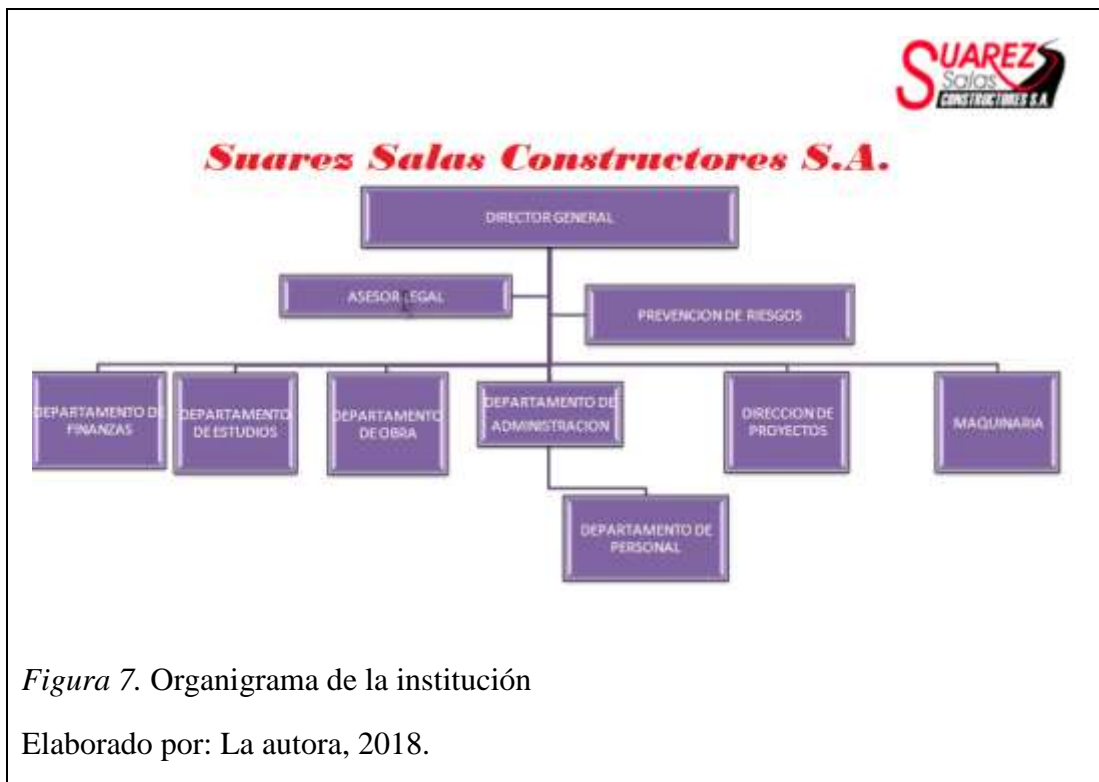 SUAREZ
Salas
CONSTRUCTORES S.A.
Suarez Salas Constructores S.A.
DIRECTOR GENERAL
ASESOR LEGAL
PREVENCION DE RIESGOS
DEPARTAMENTO DE
FINANZAS
DEPARTAMENTO
DE ESTUDIOS
DEPARTAMENTO
DE OBRA
DEPARTAMENTO DE
ADMINISTRACION
DIRECCION DE
PROYECTOS
MAQUINARIA
DEPARTAMENTO DE
PERSONAL
Figura 7. Organigrama de la institución
Elaborado por: La autora, 2018.